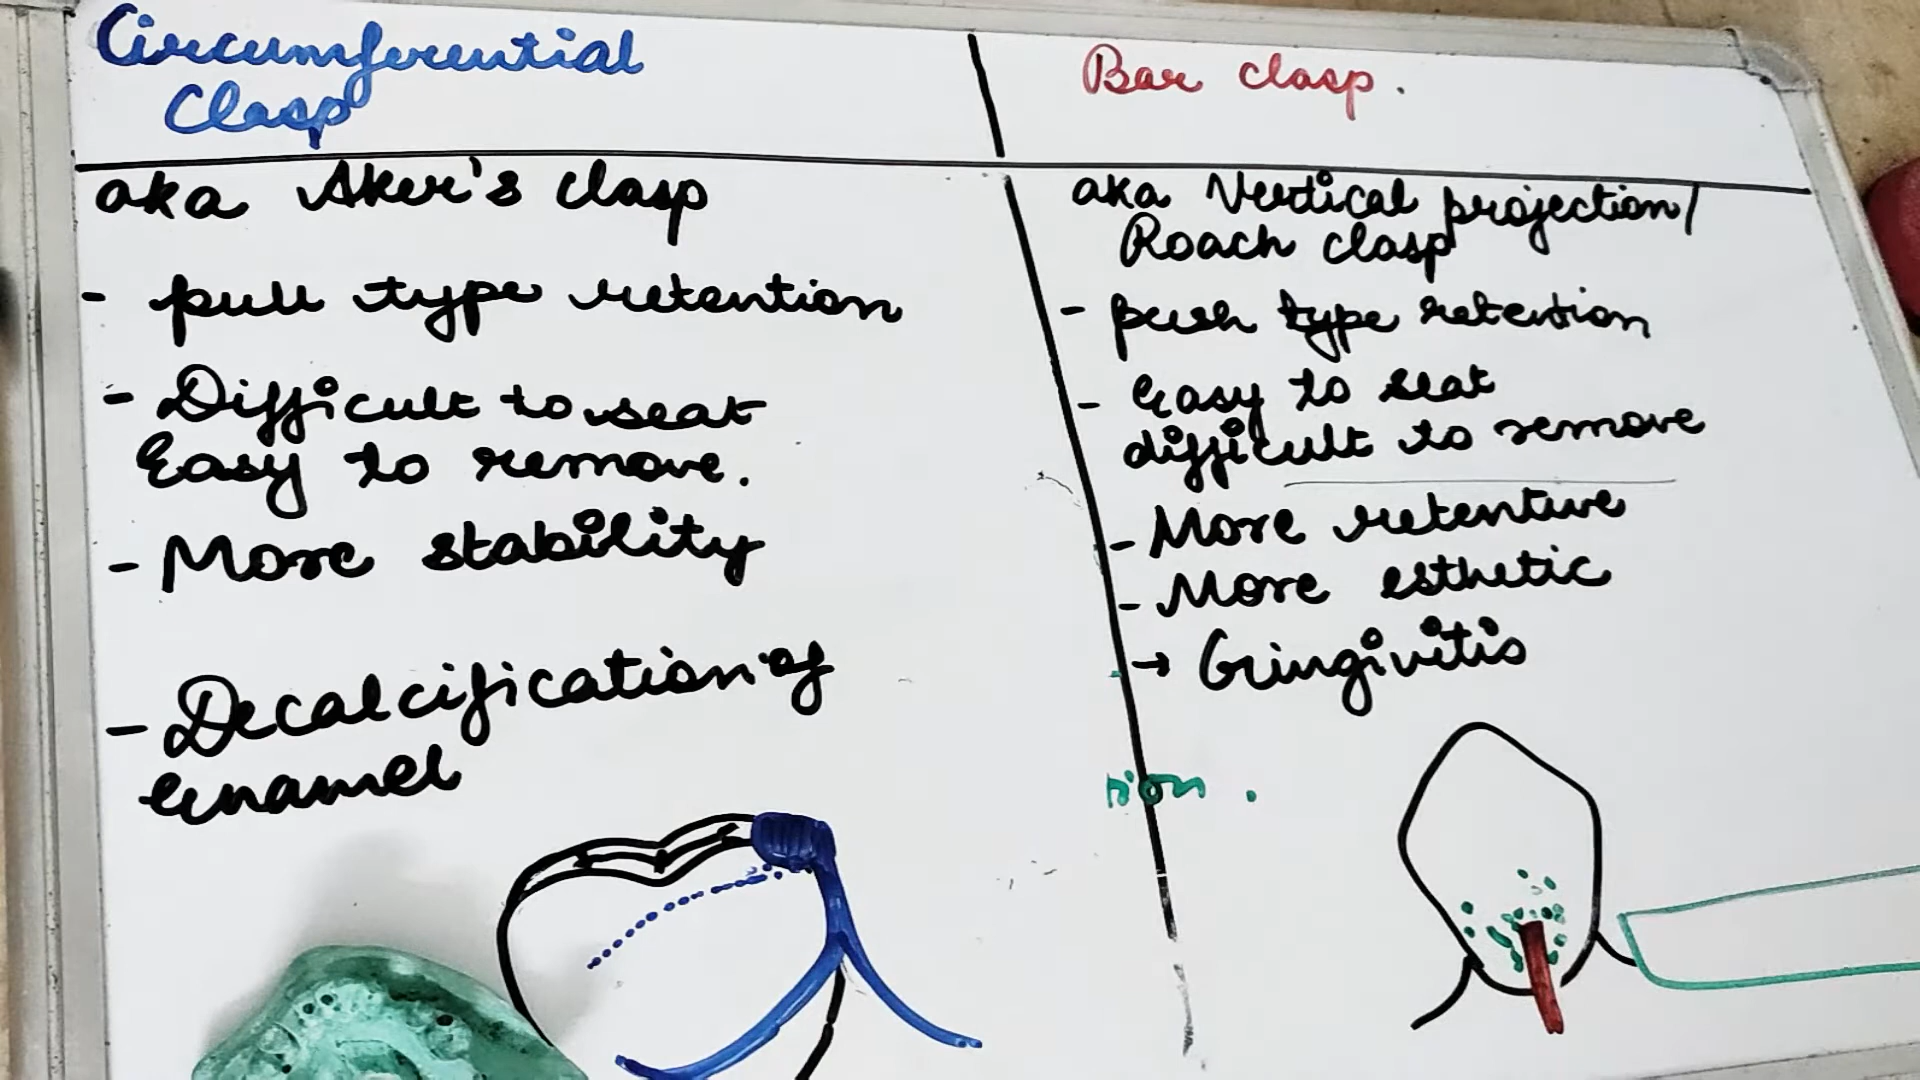 Circumferential
Clasp
aka Aker's clasp
- pull type retention
- Difficult to seat
Easy to remove.
- More stability
- Decalcification of
enamel
Bar clasp.
aka Vertical projection/
Roach clasp
- push type retention
- Easy to seat
difficult to remove
- More retentive
- More esthetic
→ Gingivitis
tion.